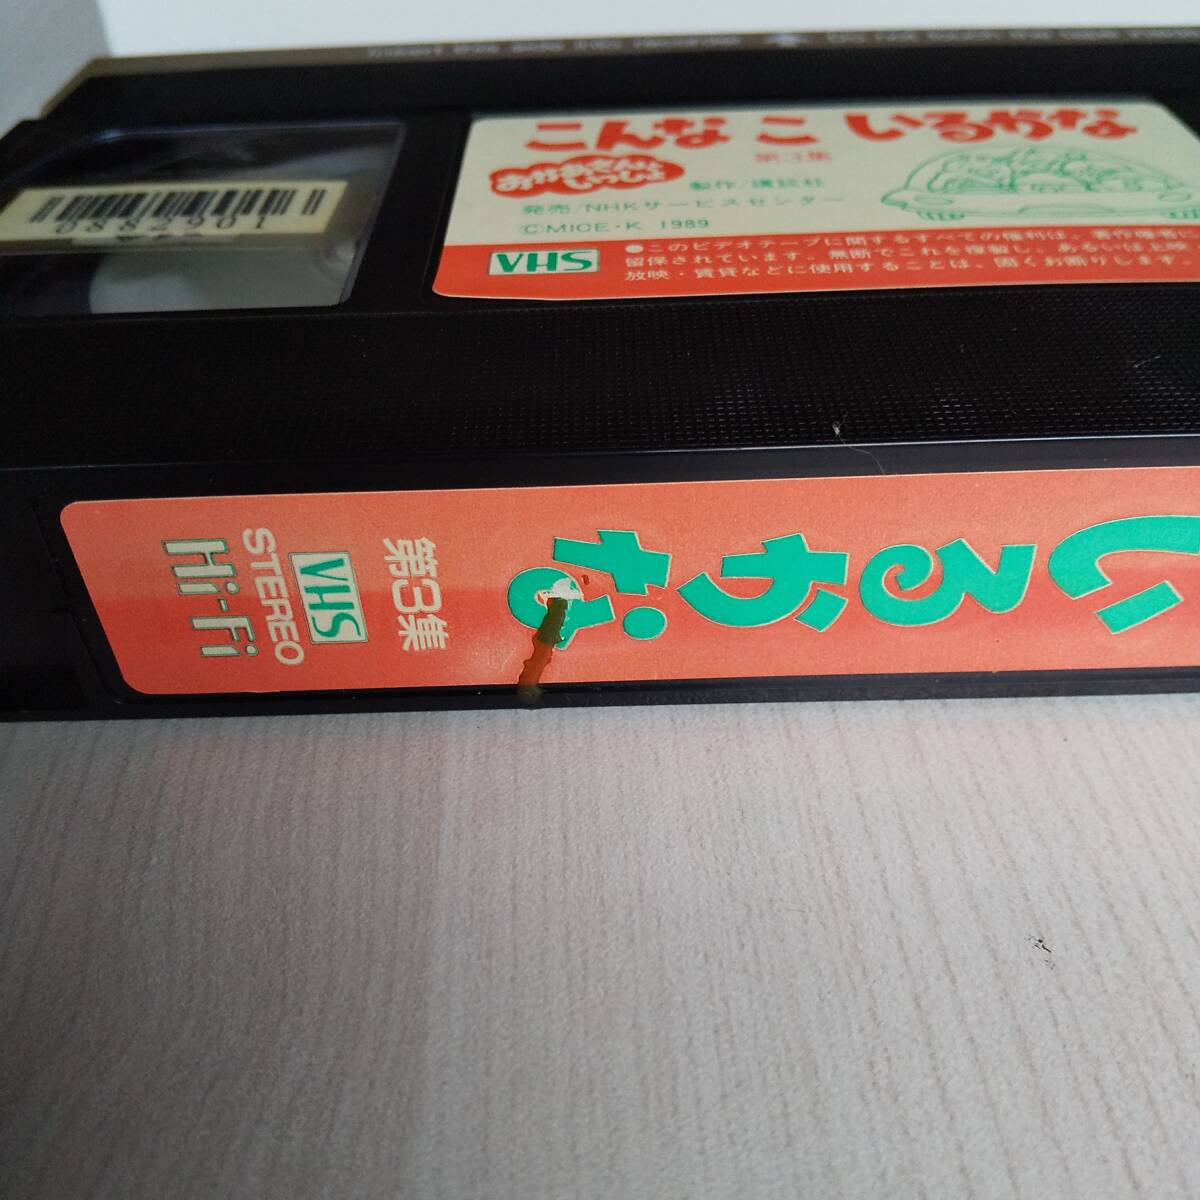 こんなこいるかな
第3集
おかあさんといっしょ
製作/講談社
発売/NHKサービスセンター
©MICE・K 1989
VHS
●このビデオテープに関するすべての権利は、著作権者に
留保されています。無断でこれを複製し、あるいは上映、
放映・賃貸などに使用することは、固くお断りします。
0882901
いるかな
第3集
VHS
STEREO
Hi-Fi